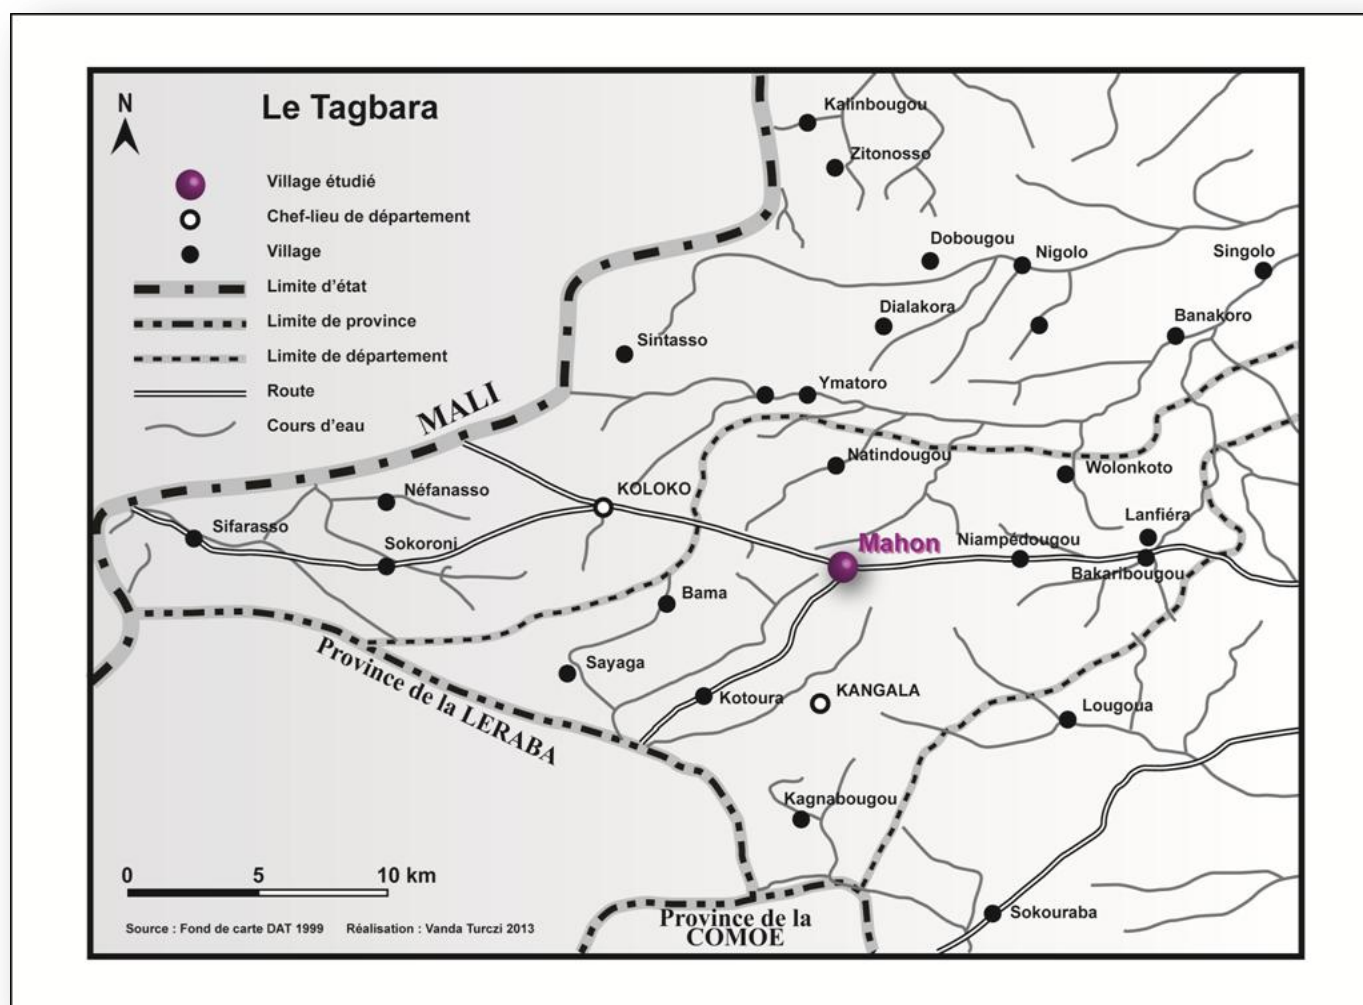 N
Le Tagbara
Village étudié
Chef-lieu de département
Village
Limite d'état
Limite de province
Limite de département
Route
Cours d'eau
Kalinbougou
Zitonosso
Dobougou
Nigolo
Singolo
Dialakora
Banakoro
Sintasso
Ymatoro
MALI
Natindougou
Wolonkoto
KOLOKO
Néfanasso
Sifarasso
Sokoroni
Lanfiéra
Mahon
Niampédougou
Bakaribougou
Bama
Sayaga
Kotoura
KANGALA
Lougoua
Province de la LERABA
Kagnabougou
0 5 10 km
Sokouraba
Province de la
COMOE
Source : Fond de carte DAT 1999 Réalisation : Vanda Turczi 2013